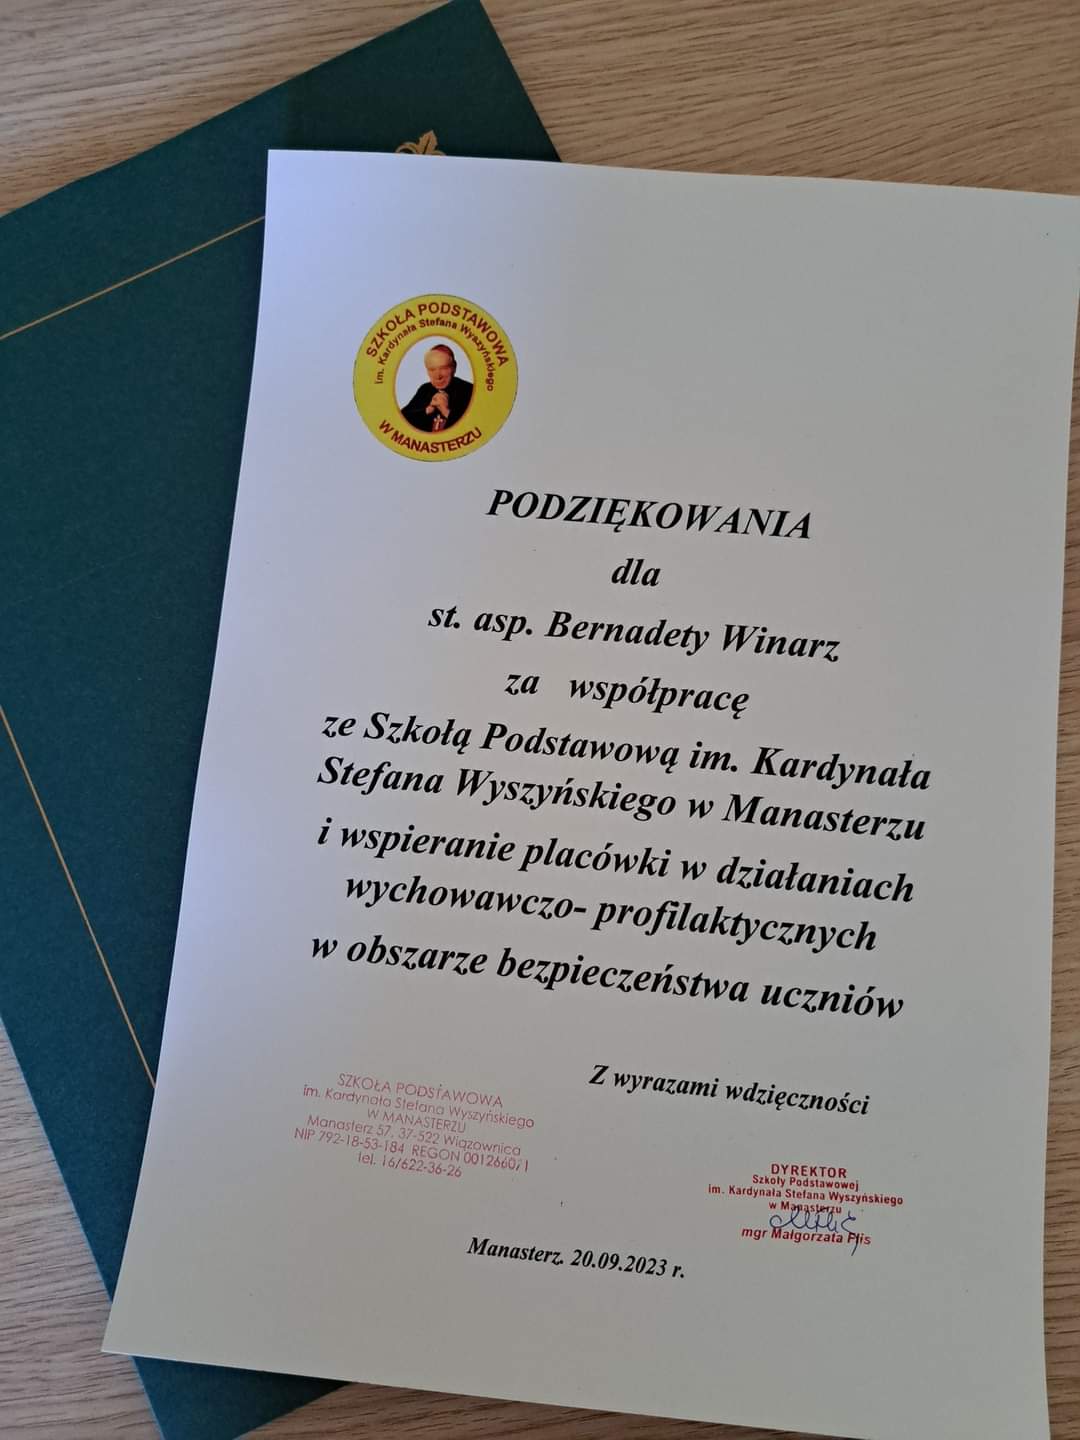 SZKOŁA PODSTAWOWA
im. Kardynała Stefana Wyszyńskiego
W MANASTERZU
PODZIĘKOWANIA
dla
st. asp. Bernadety Winarz
za współpracę
ze Szkołą Podstawową im. Kardynała
Stefana Wyszyńskiego w Manasterzu
i wspieranie placówki w działaniach
wychowawczo- profilaktycznych
w obszarze bezpieczeństwa uczniów
Z wyrazami wdzięczności
SZKOŁA PODSTAWOWA
im. Kardynała Stefana Wyszyńskiego
W MANASTERZU
Manasterz 57, 37-522 Wiązownica
NIP 792-18-53-184 REGON 001266071
tel. 16/622-36-26
DYREKTOR
Szkoły Podstawowej
im. Kardynała Stefana Wyszyńskiego
w Manasterzu
mgr Małgorzata Flis
Manasterz. 20.09.2023 r.